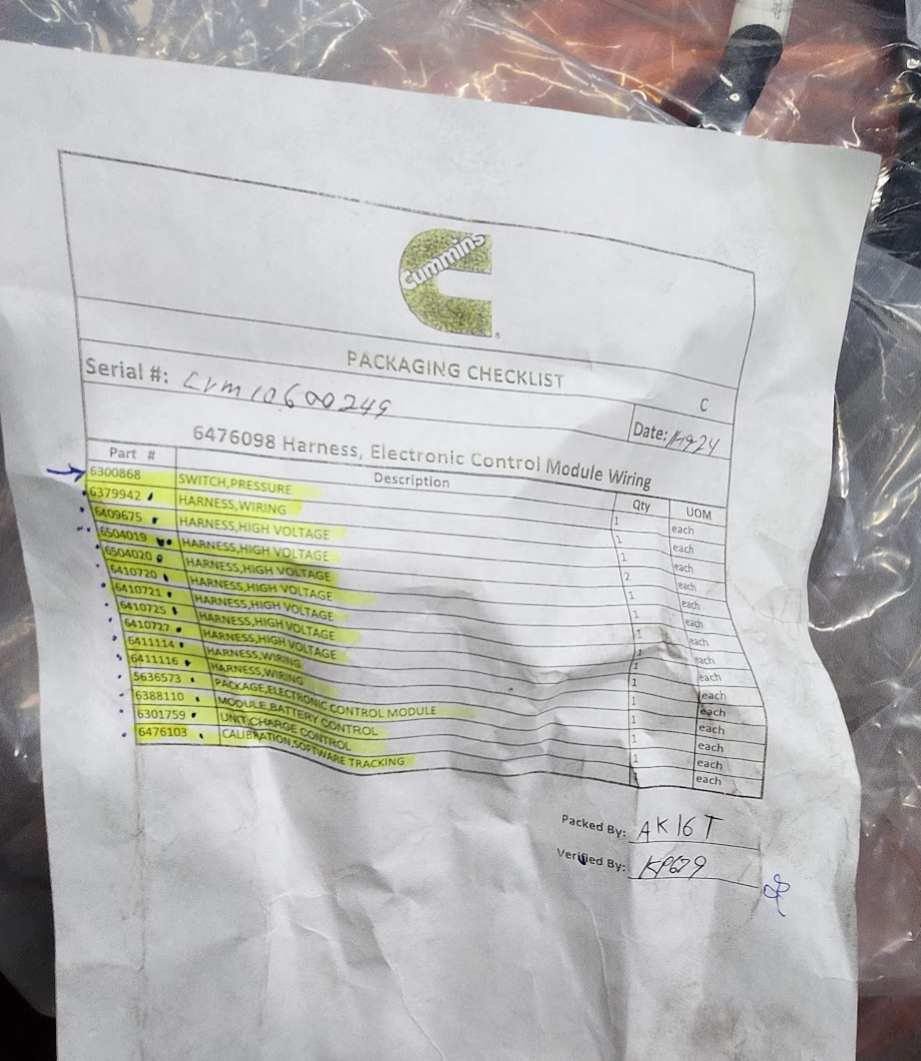 Cummins
PACKAGING CHECKLIST
C
Serial #: CVM10600249
Date:
6476098 Harness, Electronic Control Module Wiring
Part # Description Qty UOM
6300868 SWITCH,PRESSURE 1 each
6379942 HARNESS,WIRING 1 each
6409675 HARNESS,HIGH VOLTAGE 1 each
6504019 HARNESS,HIGH VOLTAGE 2 each
6504020 HARNESS,HIGH VOLTAGE 1 each
6410720 HARNESS,HIGH VOLTAGE 1 each
6410721 HARNESS,HIGH VOLTAGE 1 each
6410725 HARNESS,HIGH VOLTAGE 1 each
6410727 HARNESS,HIGH VOLTAGE 1 each
6411114 HARNESS,WIRING 1 each
6411116 HARNESS,WIRING 1 each
5636573 PACKAGE,ELECTRONIC CONTROL MODULE 1 each
6388110 MODULE,BATTERY CONTROL 1 each
6301759 UNIT,CHARGE CONTROL 1 each
6476103 CALIBRATION,SOFTWARE TRACKING 1 each
Packed By: AK16T
Verified By: KP679